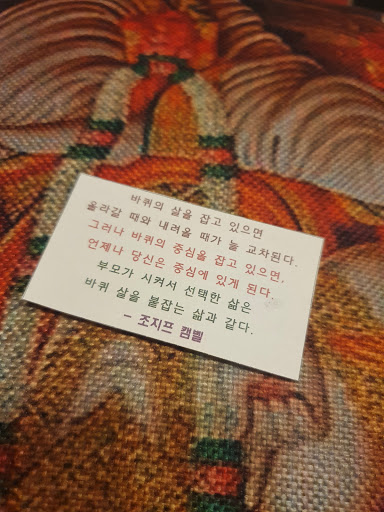 바퀴의 살을 잡고 있으면
올라갈 때와 내려올 때가 늘 교차된다.
그러나 바퀴의 중심을 잡고 있으면,
언제나 당신은 중심에 있게 된다.
부모가 시켜서 선택한 삶은
바퀴 살을 붙잡는 삶과 같다.
- 조지프 캠벨